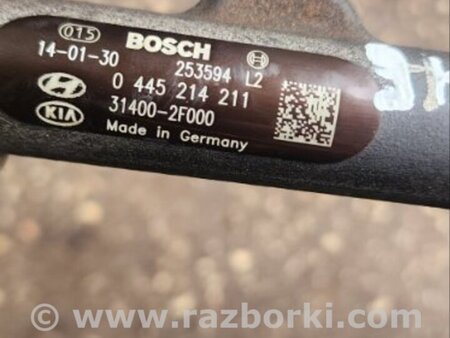 015 BOSCH
14-01-30 253594 L2
0 445 214 211
KIA 31400-2F000
Made in Germany
www.razborki.com